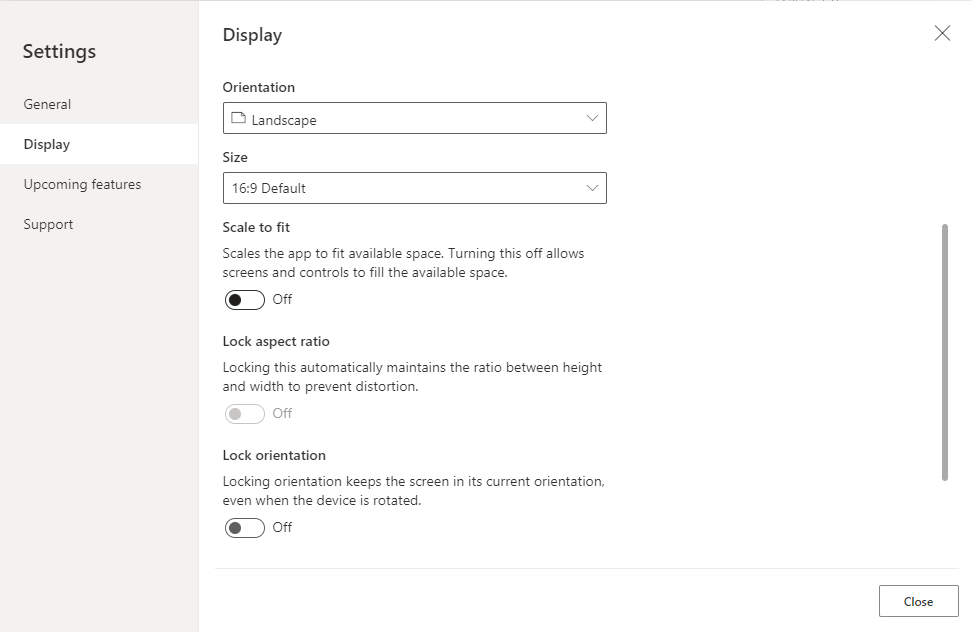 Settings
General
Display
Upcoming features
Support
Display
Orientation
Landscape
Size
16:9 Default
Scale to fit
Scales the app to fit available space. Turning this off allows
screens and controls to fill the available space.
Off
Lock aspect ratio
Locking this automatically maintains the ratio between height
and width to prevent distortion.
Off
Lock orientation
Locking orientation keeps the screen in its current orientation,
even when the device is rotated.
Off
Close